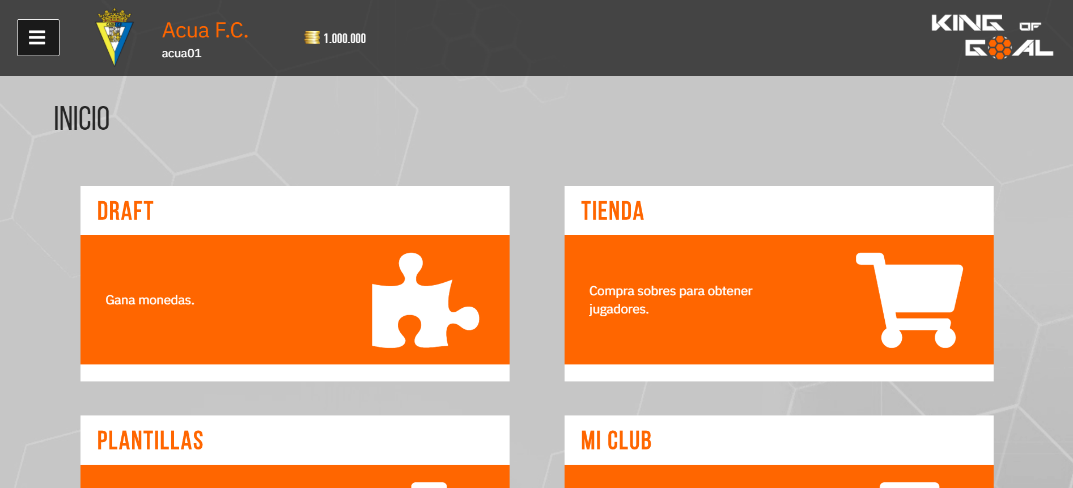 Acua F.C.
acua01
1.000.000
KING OF
GOAL
INICIO
DRAFT
TIENDA
Gana monedas.
Compra sobres para obtener
jugadores.
PLANTILLAS
MI CLUB